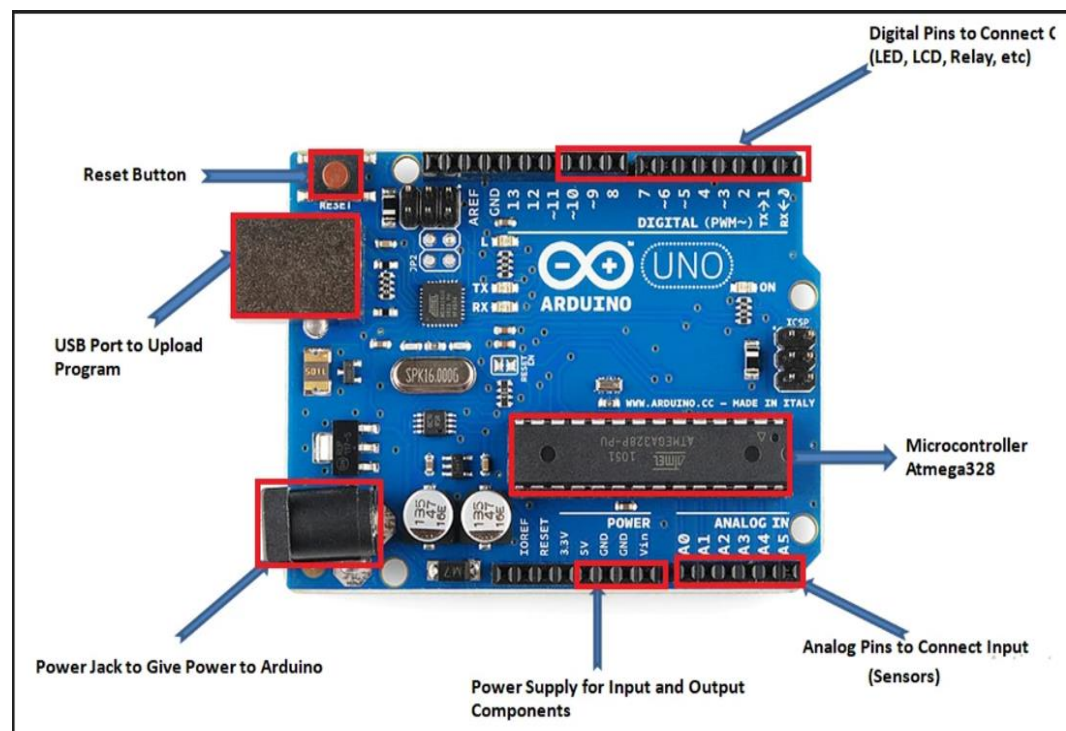 Digital Pins to Connect
(LED, LCD, Relay, etc)
Reset Button
RESET
AREF
GND
13
12
~11
~10
~9
8
7
~6
~5
4
~3
2
TX→1
RX←0
DIGITAL (PWM~)
L
TX
RX
ARDUINO
UNO
ON
ICSP
USB Port to Upload
Program
SPK16.000G
RESET
EN
WWW.ARDUINO.CC – MADE IN ITALY
ATMEL
ATMEGA328P-PU
1051
Microcontroller
Atmega328
135
47
16E
135
47
16E
POWER
ANALOG IN
IOREF
RESET
3.3V
5V
GND
GND
Vin
A0
A1
A2
A3
A4
A5
M7
Power Jack to Give Power to Arduino
Power Supply for Input and Output
Components
Analog Pins to Connect Input
(Sensors)